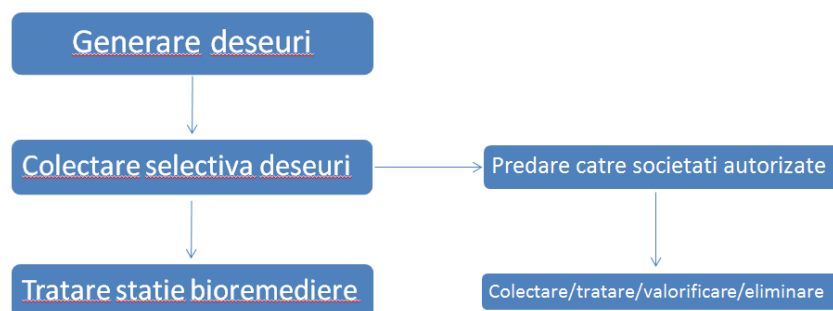 Generare deseuri
Colectare selectiva deseuri
Predare catre societati autorizate
Tratare statie bioremediere
Colectare/tratare/valorificare/eliminare